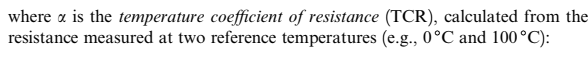 where α is the temperature coefficient of resistance (TCR), calculated from the
resistance measured at two reference temperatures (e.g., 0°C and 100°C):